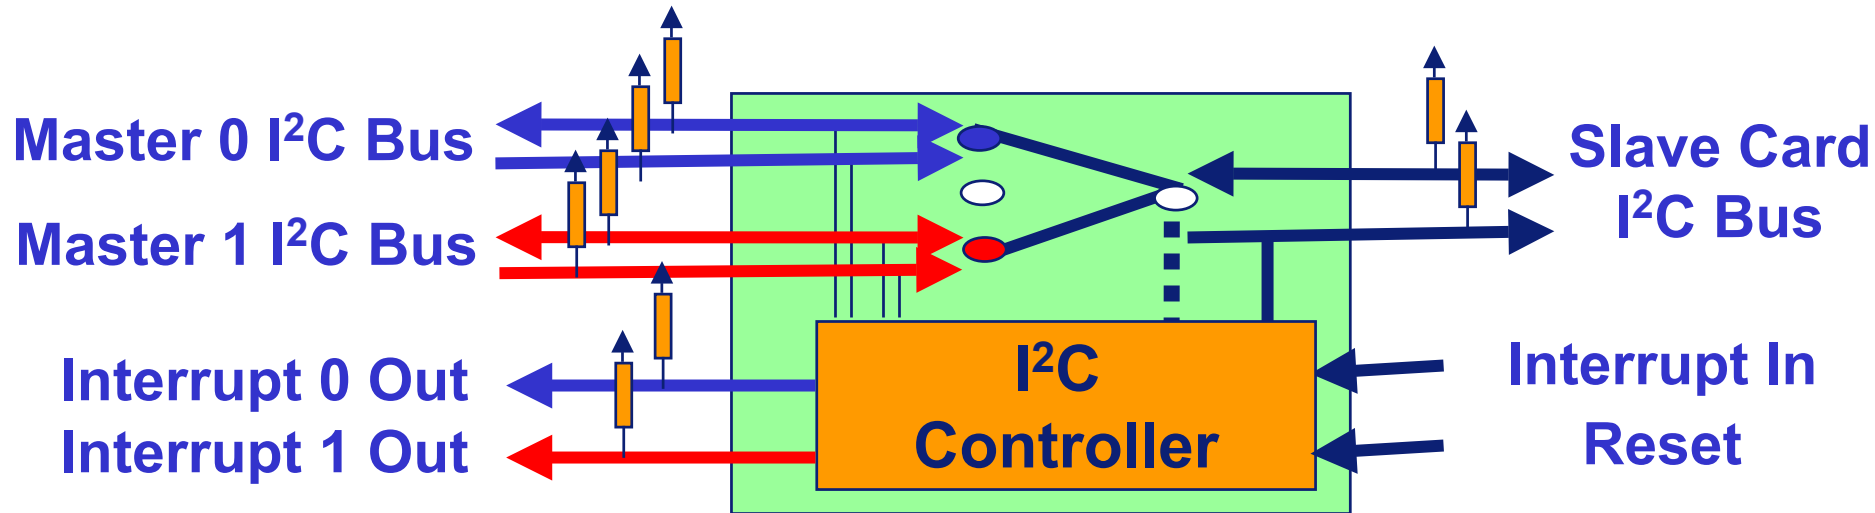 Master 0 I²C Bus
Master 1 I²C Bus
Interrupt 0 Out
Interrupt 1 Out
I²C
Controller
Slave Card
I²C Bus
Interrupt In
Reset